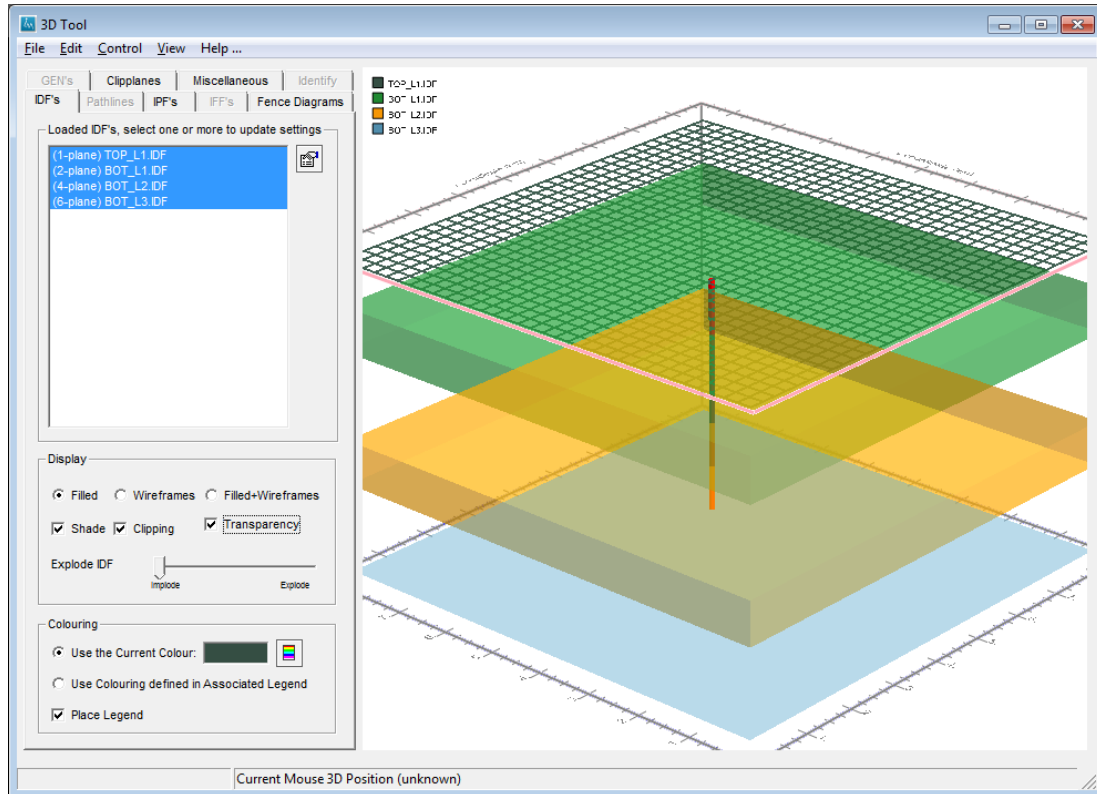 3D Tool
File Edit Control View Help ...
GEN's Clipplanes Miscellaneous Identify
IDF's Pathlines IPF's IFF's Fence Diagrams
Loaded IDF's, select one or more to update settings
(1-plane) TOP_L1.IDF
(2-plane) BOT_L1.IDF
(4-plane) BOT_L2.IDF
(6-plane) BOT_L3.IDF
Display
Filled Wireframes Filled+Wireframes
Shade Clipping Transparency
Explode IDF
Implode Explode
Colouring
Use the Current Colour:
Use Colouring defined in Associated Legend
Place Legend
TOP_L1.IDF
BOT_L1.IDF
BOT_L2.IDF
BOT_L3.IDF
Current Mouse 3D Position (unknown)